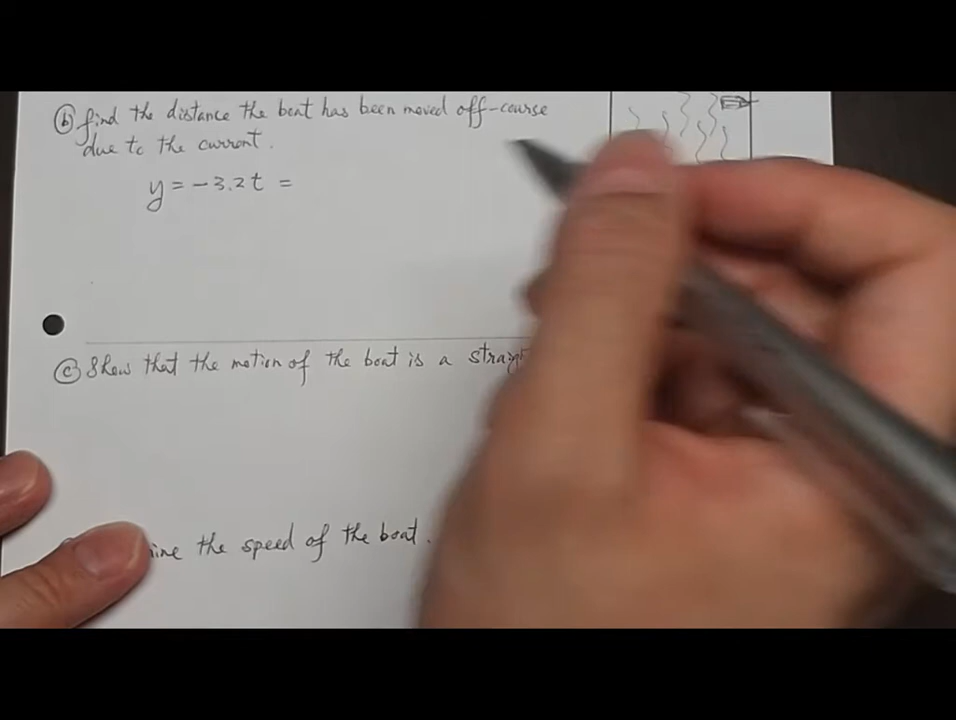 ⓑ find the distance the boat has been moved off-course
due to the current.
y = -3.2t =
ⓒ Show that the motion of the boat is a
the speed of the boat.